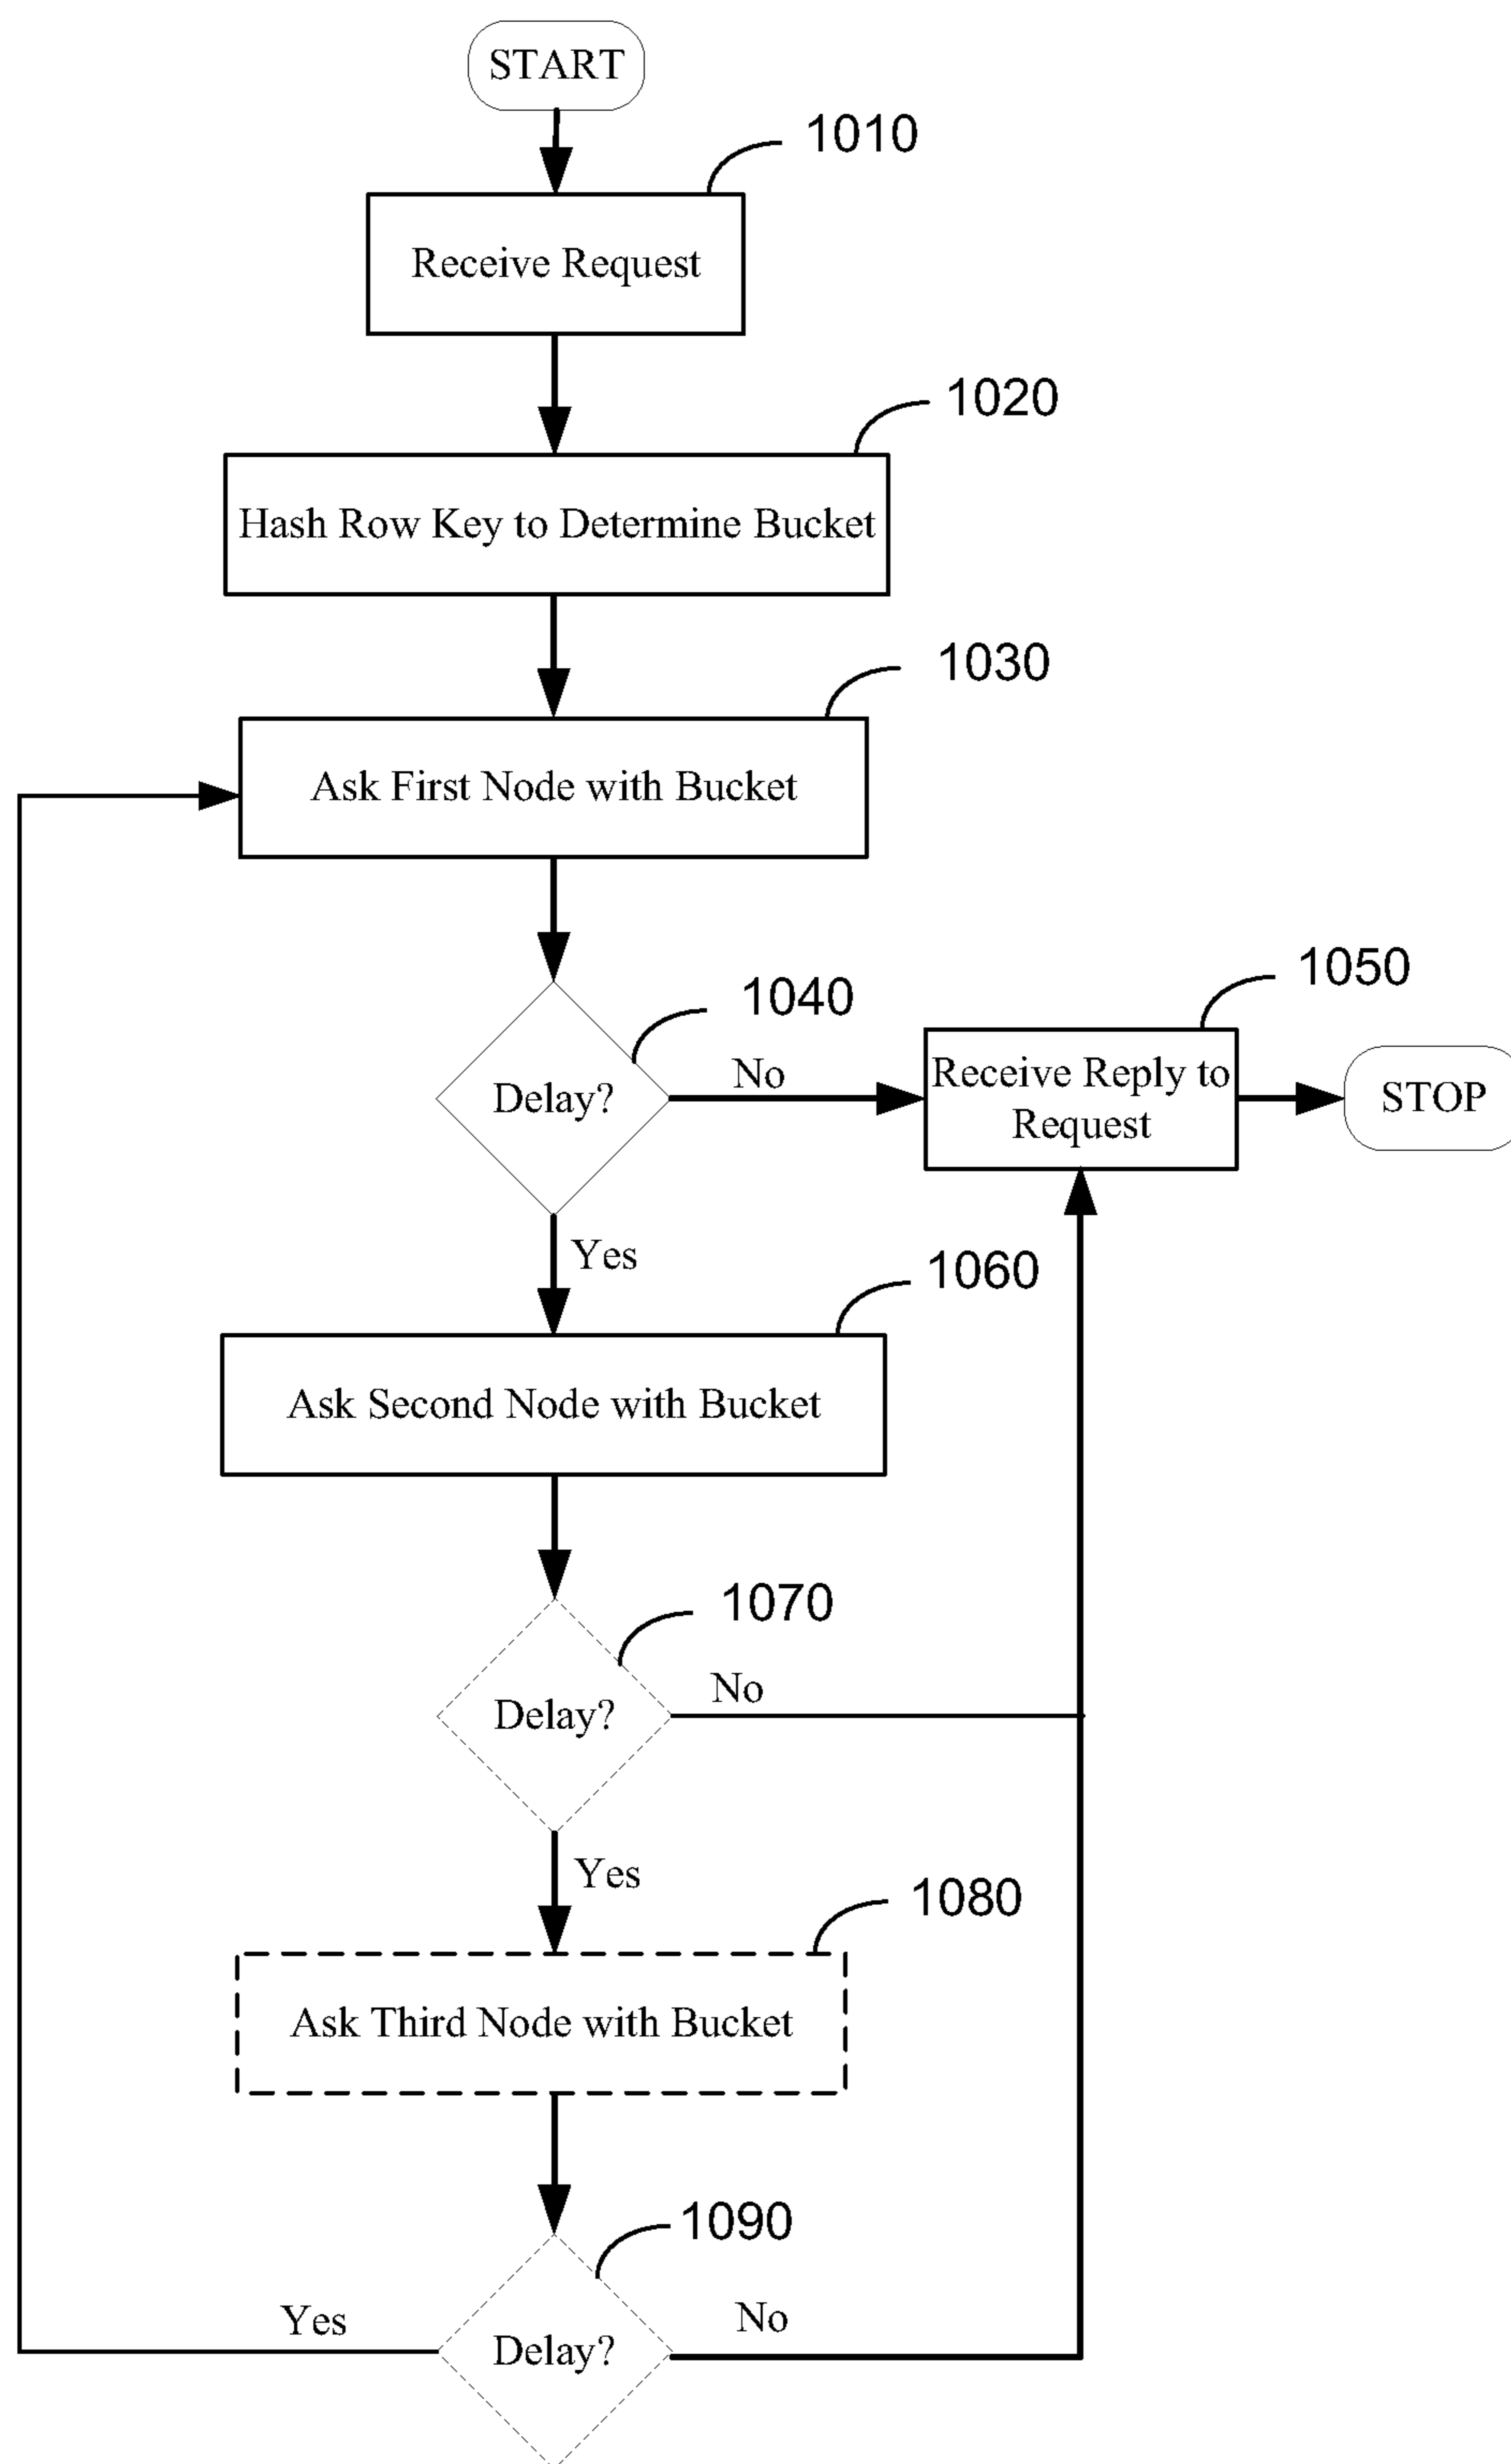 START
1010
Receive Request
1020
Hash Row Key to Determine Bucket
1030
Ask First Node with Bucket
1040
Delay?
No
1050
Receive Reply to
Request
STOP
Yes
1060
Ask Second Node with Bucket
1070
Delay?
No
Yes
1080
Ask Third Node with Bucket
1090
Yes
Delay?
No